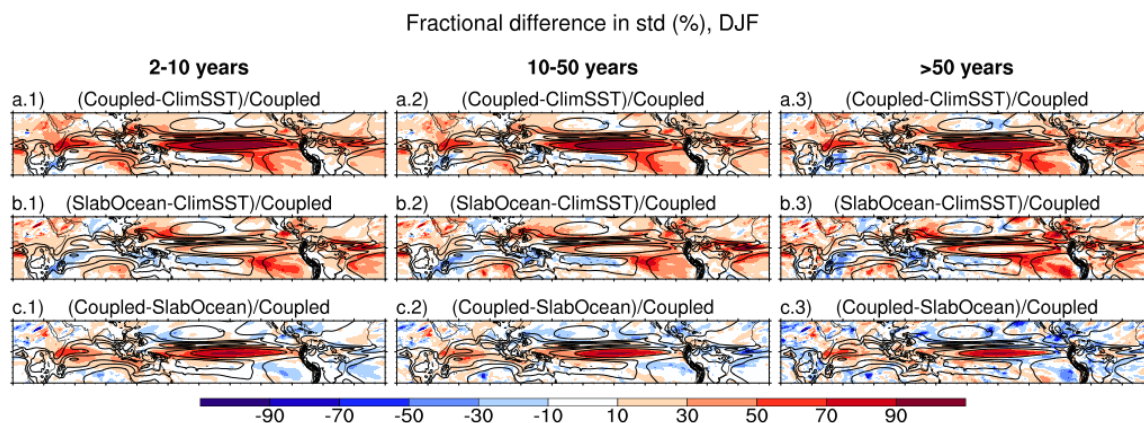 Fractional difference in std (%), DJF
2-10 years 10-50 years >50 years
a.1) (Coupled-ClimSST)/Coupled a.2) (Coupled-ClimSST)/Coupled a.3) (Coupled-ClimSST)/Coupled
b.1) (SlabOcean-ClimSST)/Coupled b.2) (SlabOcean-ClimSST)/Coupled b.3) (SlabOcean-ClimSST)/Coupled
c.1) (Coupled-SlabOcean)/Coupled c.2) (Coupled-SlabOcean)/Coupled c.3) (Coupled-SlabOcean)/Coupled
-90 -70 -50 -30 -10 10 30 50 70 90